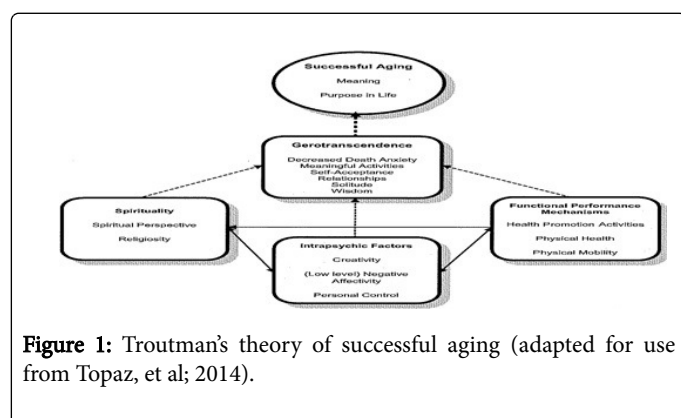 Successful Aging
Meaning
Purpose in Life
Gerotranscendence
Decreased Death Anxiety
Meaningful Activities
Self-Acceptance
Relationships
Solitude
Wisdom
Spirituality
Spiritual Perspective
Religiosity
Functional Performance
Mechanisms
Health Promotion Activities
Physical Health
Physical Mobility
Intrapsychic Factors
Creativity
(Low level) Negative
Affectivity
Personal Control
Figure 1: Troutman's theory of successful aging (adapted for use
from Topaz, et al; 2014).